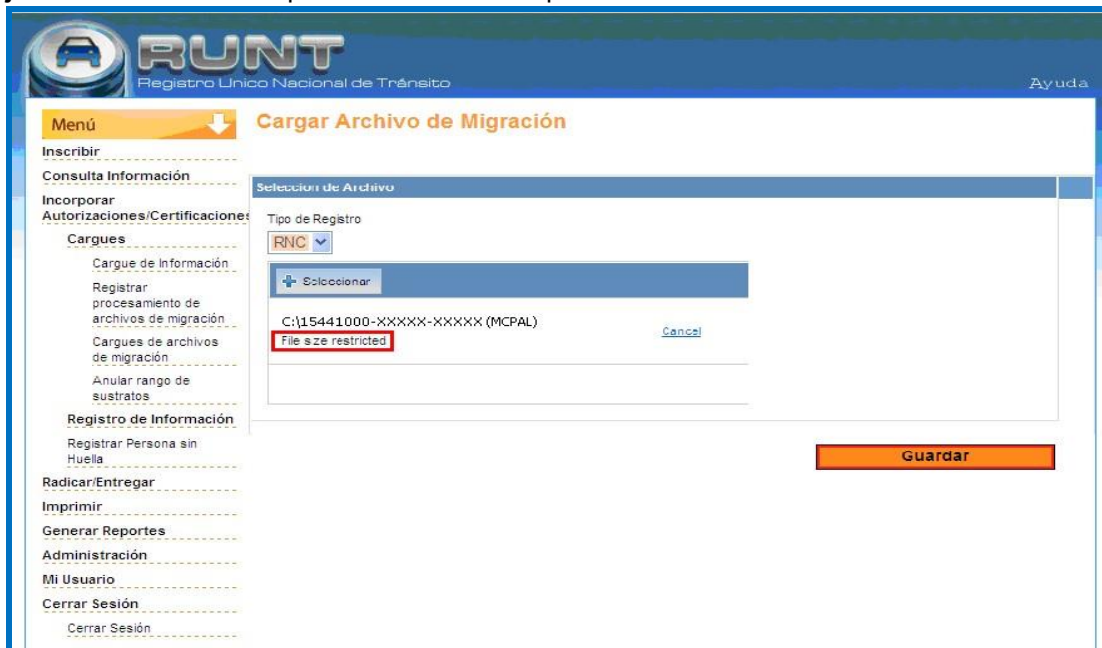 RUNT
Registro Unico Nacional de Tránsito
Ayuda
Menú
Inscribir
Consulta Información
Incorporar
Autorizaciones/Certificaciones
Cargues
Cargue de Información
Registrar
procesamiento de
archivos de migración
Cargues de archivos
de migración
Anular rango de
sustratos
Registro de Información
Registrar Persona sin
Huella
Radicar/Entregar
Imprimir
Generar Reportes
Administración
Mi Usuario
Cerrar Sesión
Cerrar Sesión
Cargar Archivo de Migración
Seleccion de Archivo
Tipo de Registro
RNC
Seleccionar
C:\15441000-XXXXX-XXXXX (MCPAL)
Cancel
File size restricted
Guardar